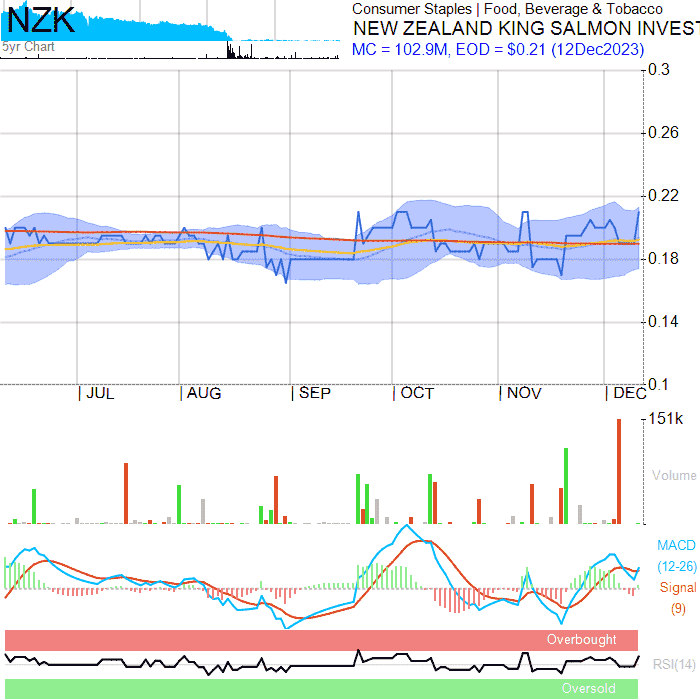 NZK
5yr Chart
Consumer Staples | Food, Beverage & Tobacco
NEW ZEALAND KING SALMON INVEST
MC = 102.9M, EOD = $0.21 (12Dec2023)
0.3
0.26
0.22
0.18
0.14
0.1
| JUL | AUG | SEP | OCT | NOV | DEC
151k
Volume
MACD
(12-26)
Signal
(9)
Overbought
RSI(14)
Oversold